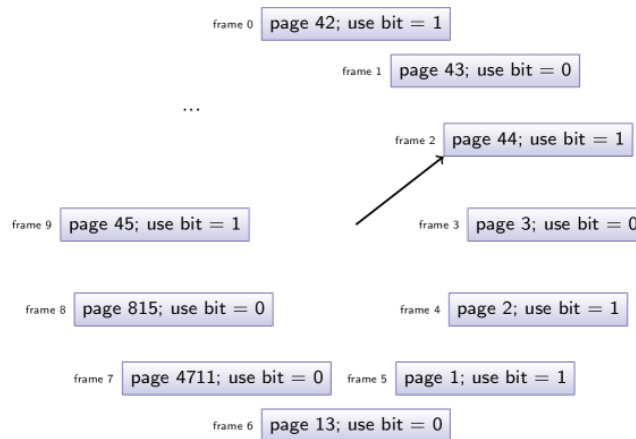 frame 0 page 42; use bit = 1
frame 1 page 43; use bit = 0
...
frame 2 page 44; use bit = 1
frame 9 page 45; use bit = 1
frame 3 page 3; use bit = 0
frame 8 page 815; use bit = 0
frame 4 page 2; use bit = 1
frame 7 page 4711; use bit = 0
frame 5 page 1; use bit = 1
frame 6 page 13; use bit = 0